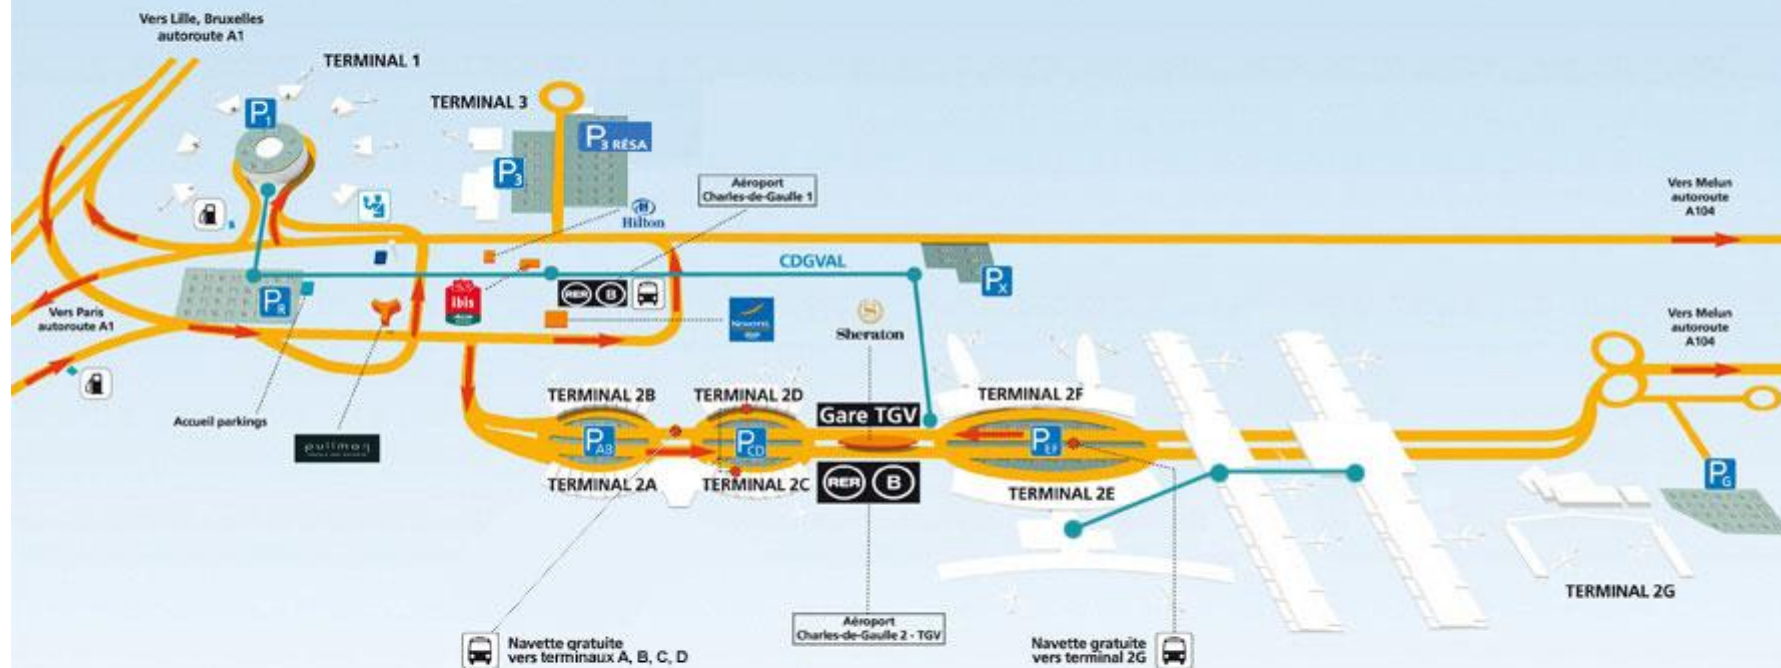 Vers Lille, Bruxelles
autoroute A1
TERMINAL 1
P1
TERMINAL 3
P3 RÉSA
P3
Aéroport
Charles-de-Gaulle 1
Hilton
Vers Melun
autoroute
A104
CDGVAL
PX
PR
ibis
RER B
Vers Paris
autoroute A1
NOVOTEL
Sheraton
Vers Melun
autoroute
A104
Accueil parkings
pullman
TERMINAL 2B
TERMINAL 2D
Gare TGV
TERMINAL 2F
PAB
PCD
PEF
TERMINAL 2A
TERMINAL 2C
RER B
TERMINAL 2E
PG
TERMINAL 2G
Aéroport
Charles-de-Gaulle 2 - TGV
Navette gratuite
vers terminaux A, B, C, D
Navette gratuite
vers terminal 2G